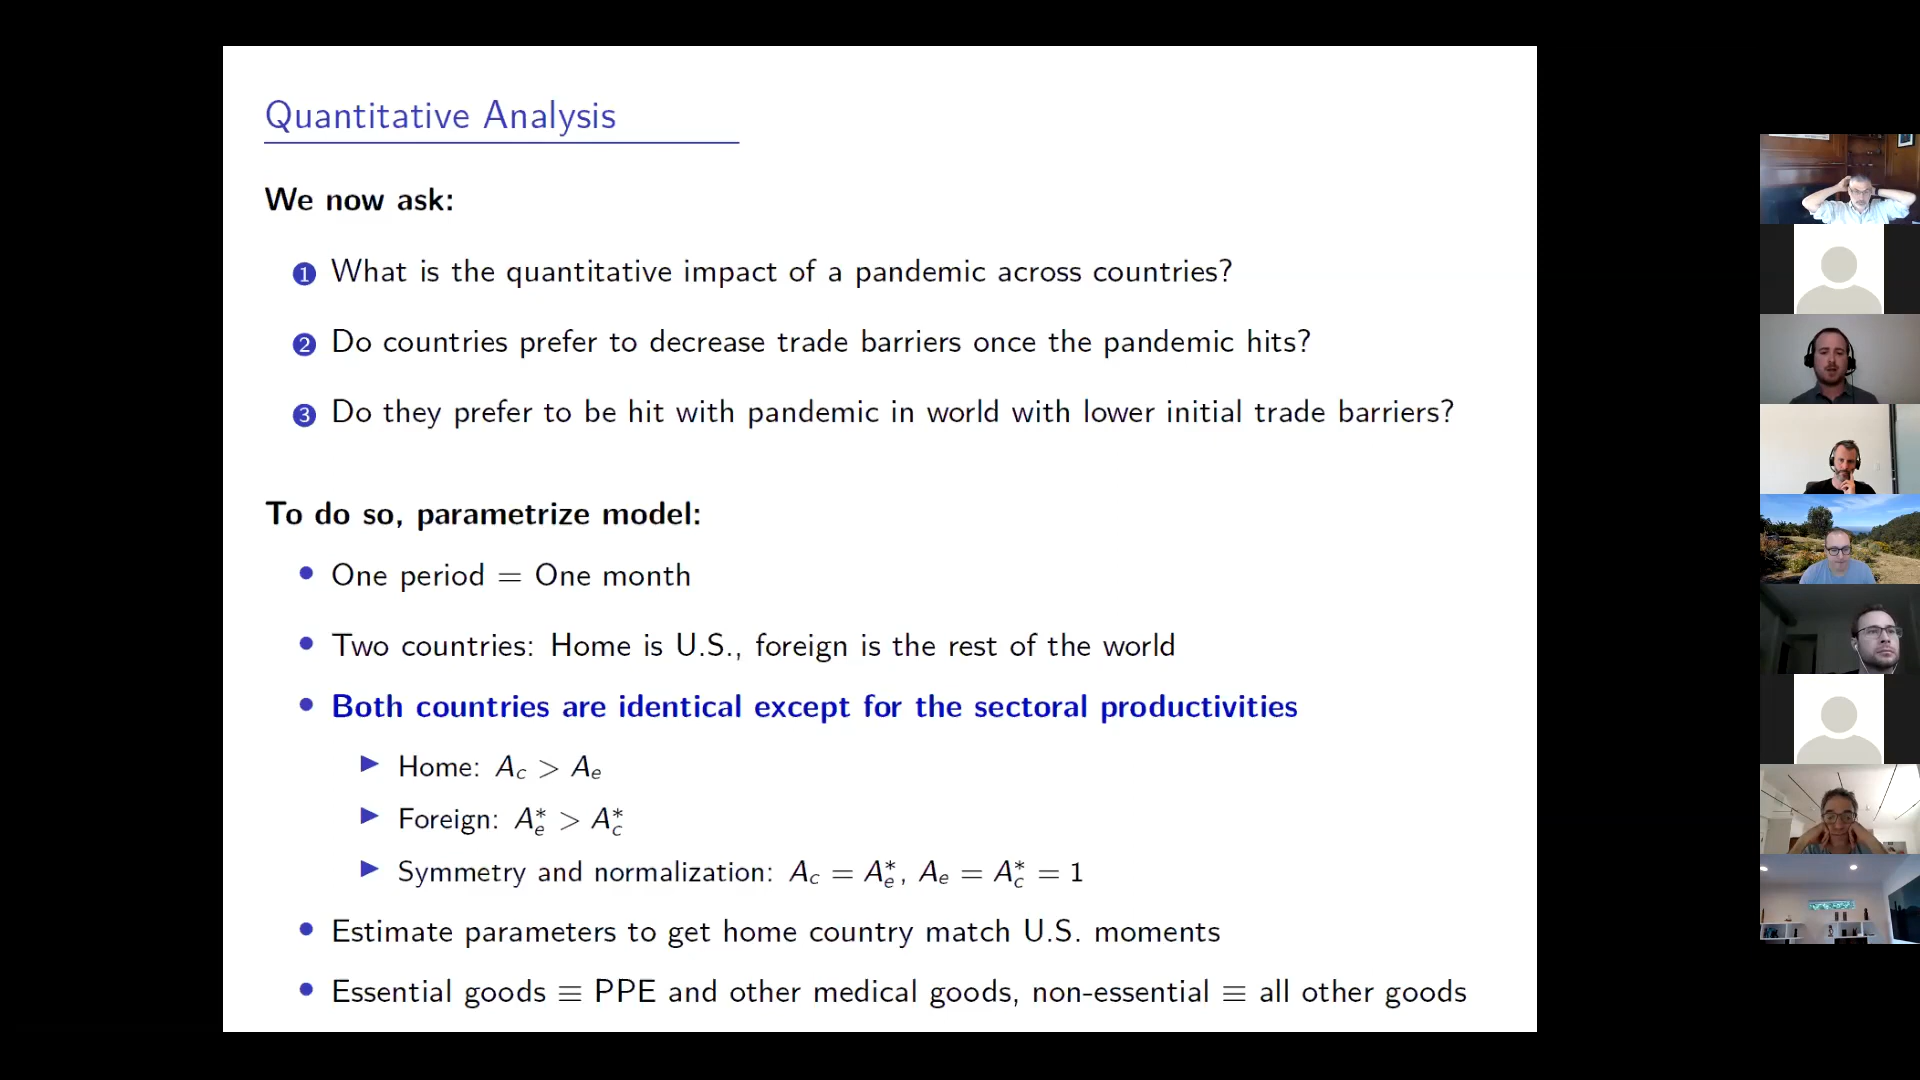 Quantitative Analysis
We now ask:
1 What is the quantitative impact of a pandemic across countries?
2 Do countries prefer to decrease trade barriers once the pandemic hits?
3 Do they prefer to be hit with pandemic in world with lower initial trade barriers?
To do so, parametrize model:
• One period = One month
• Two countries: Home is U.S., foreign is the rest of the world
• Both countries are identical except for the sectoral productivities
▶ Home: A_c > A_e
▶ Foreign: A_e^* > A_c^*
▶ Symmetry and normalization: A_c = A_e^*, A_e = A_c^* = 1
• Estimate parameters to get home country match U.S. moments
• Essential goods ≡ PPE and other medical goods, non-essential ≡ all other goods